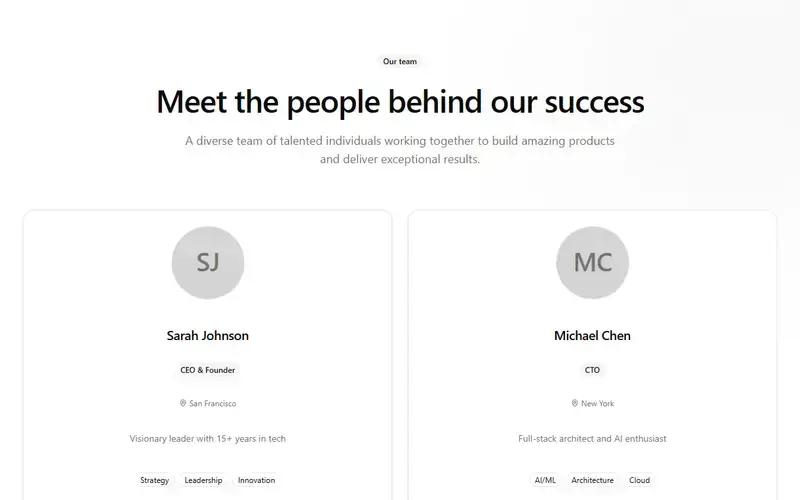 Our team
Meet the people behind our success
A diverse team of talented individuals working together to build amazing products
and deliver exceptional results.
SJ
Sarah Johnson
CEO & Founder
San Francisco
Visionary leader with 15+ years in tech
Strategy Leadership Innovation
MC
Michael Chen
CTO
New York
Full-stack architect and AI enthusiast
AI/ML Architecture Cloud